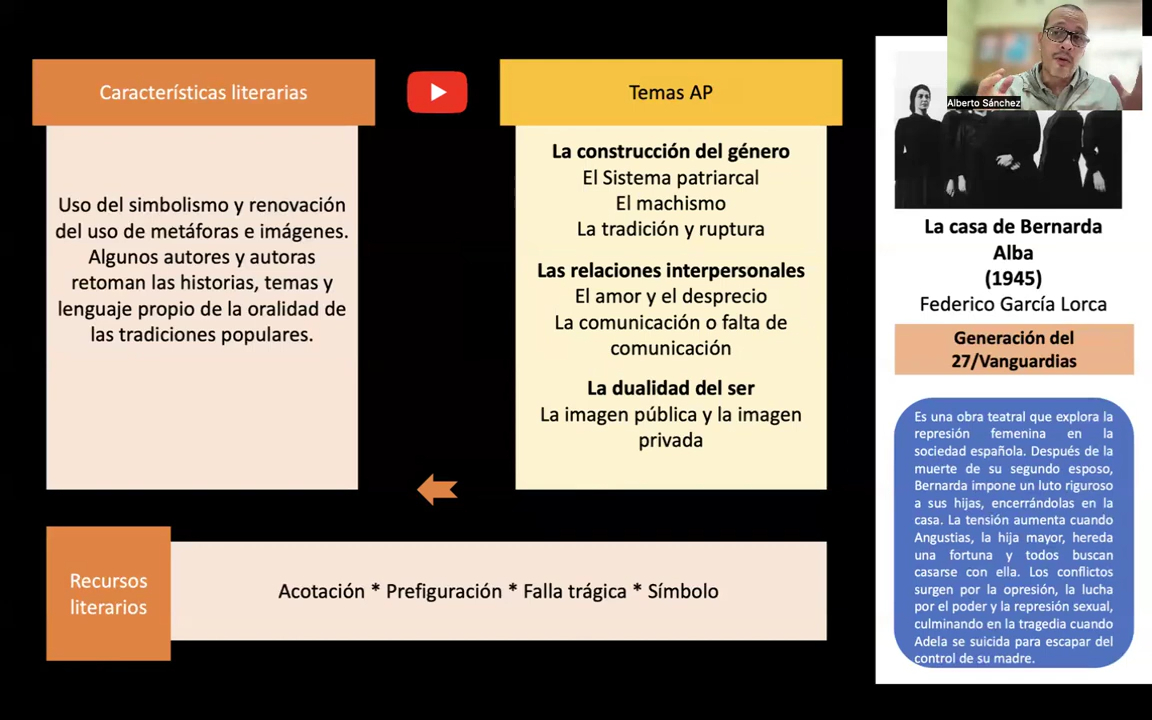 Características literarias
Uso del simbolismo y renovación
del uso de metáforas e imágenes.
Algunos autores y autoras
retoman las historias, temas y
lenguaje propio de la oralidad de
las tradiciones populares.
Temas AP
La construcción del género
El Sistema patriarcal
El machismo
La tradición y ruptura
Las relaciones interpersonales
El amor y el desprecio
La comunicación o falta de
comunicación
La dualidad del ser
La imagen pública y la imagen
privada
Recursos
literarios
Acotación * Prefiguración * Falla trágica * Símbolo
Alberto Sánchez
La casa de Bernarda
Alba
(1945)
Federico García Lorca
Generación del
27/Vanguardias
Es una obra teatral que explora la
represión femenina en la
sociedad española. Después de la
muerte de su segundo esposo,
Bernarda impone un luto riguroso
a sus hijas, encerrándolas en la
casa. La tensión aumenta cuando
Angustias, la hija mayor, hereda
una fortuna y todos buscan
casarse con ella. Los conflictos
surgen por la opresión, la lucha
por el poder y la represión sexual,
culminando en la tragedia cuando
Adela se suicida para escapar del
control de su madre.